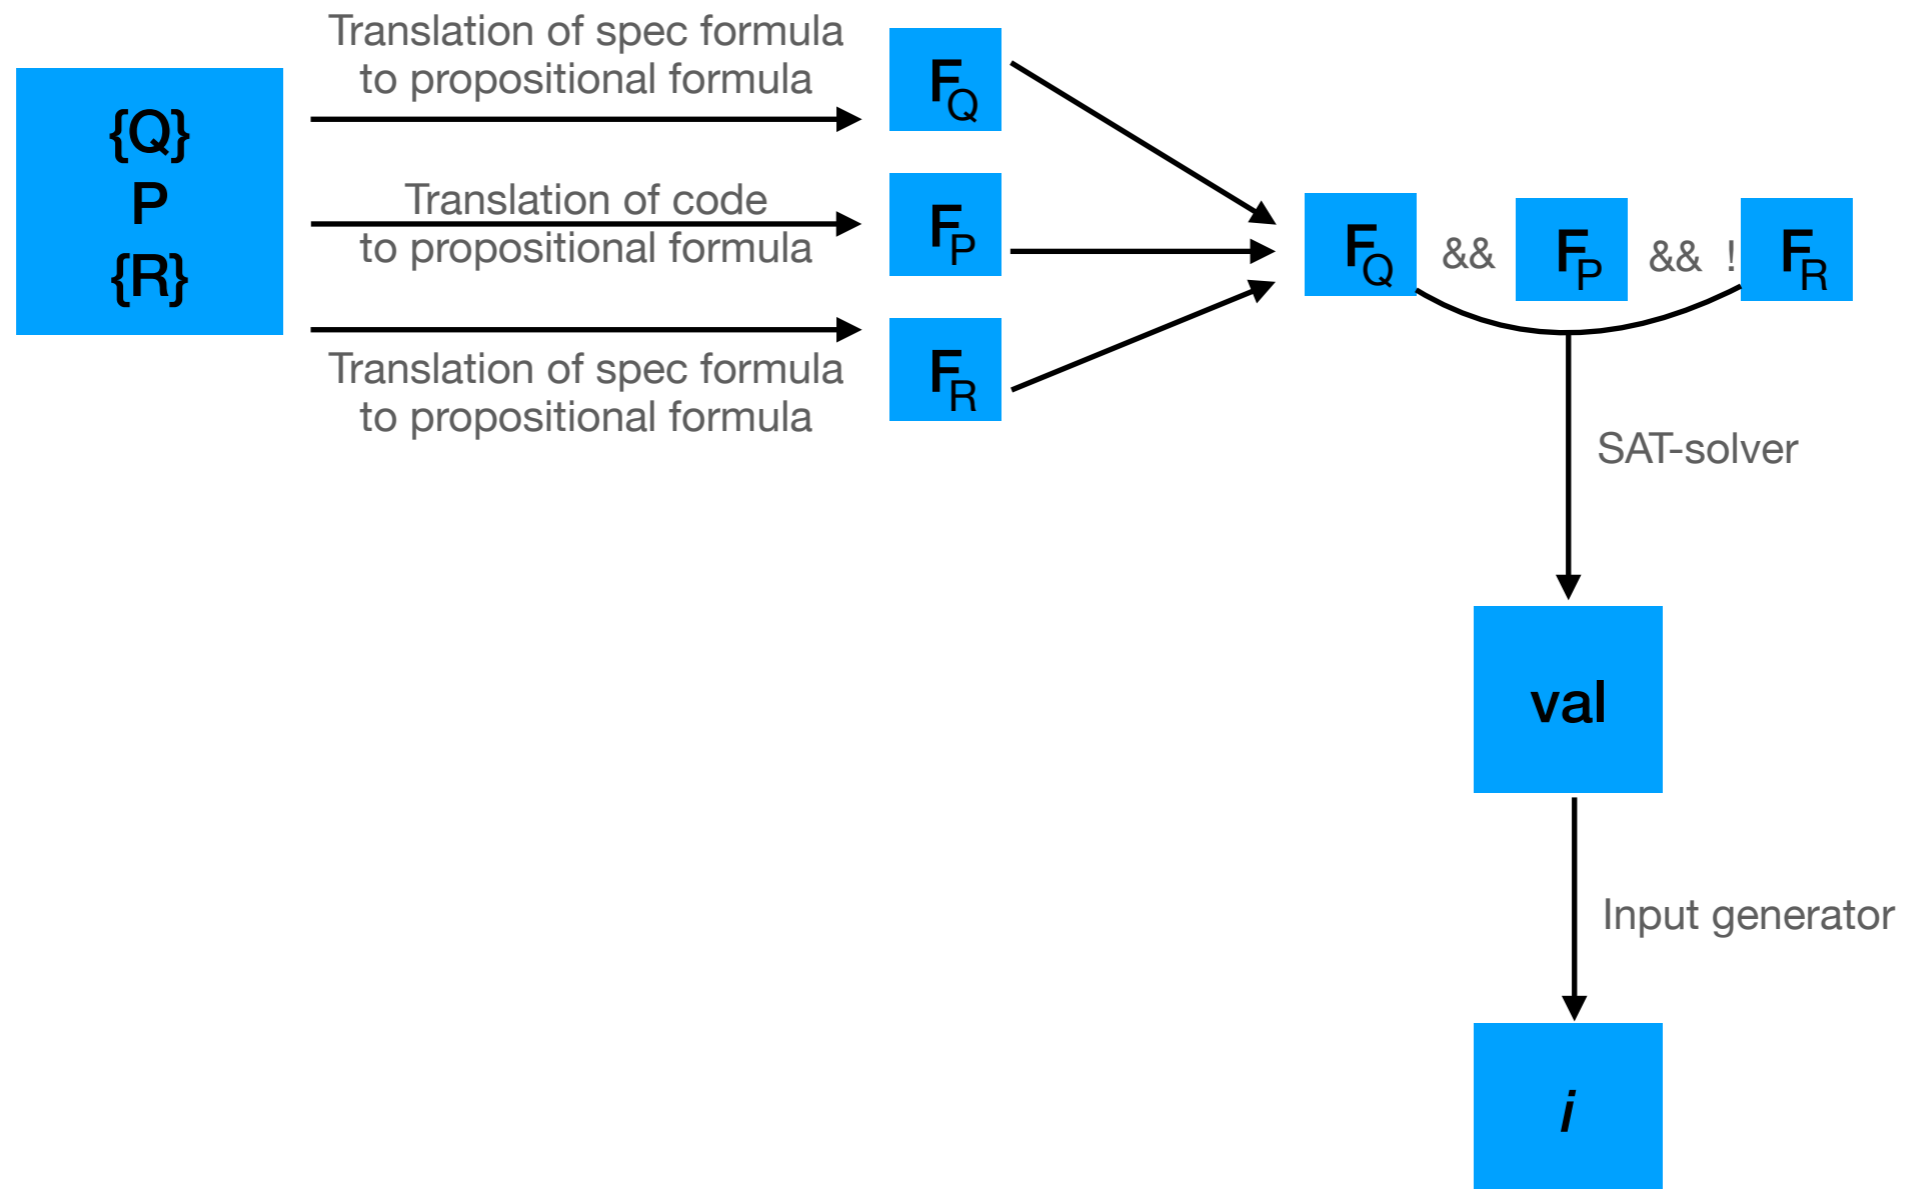 {Q}
P
{R}
Translation of spec formula
to propositional formula
Translation of code
to propositional formula
Translation of spec formula
to propositional formula
FQ
FP
FR
FQ && FP && ! FR
SAT-solver
val
Input generator
i